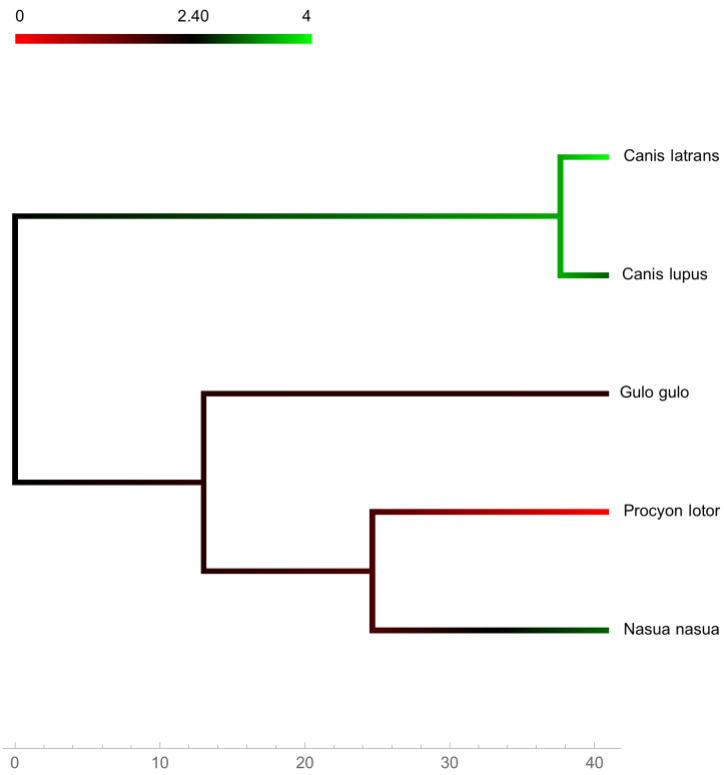 0 2.40 4
Canis latrans
Canis lupus
Gulo gulo
Procyon lotor
Nasua nasua
0 10 20 30 40